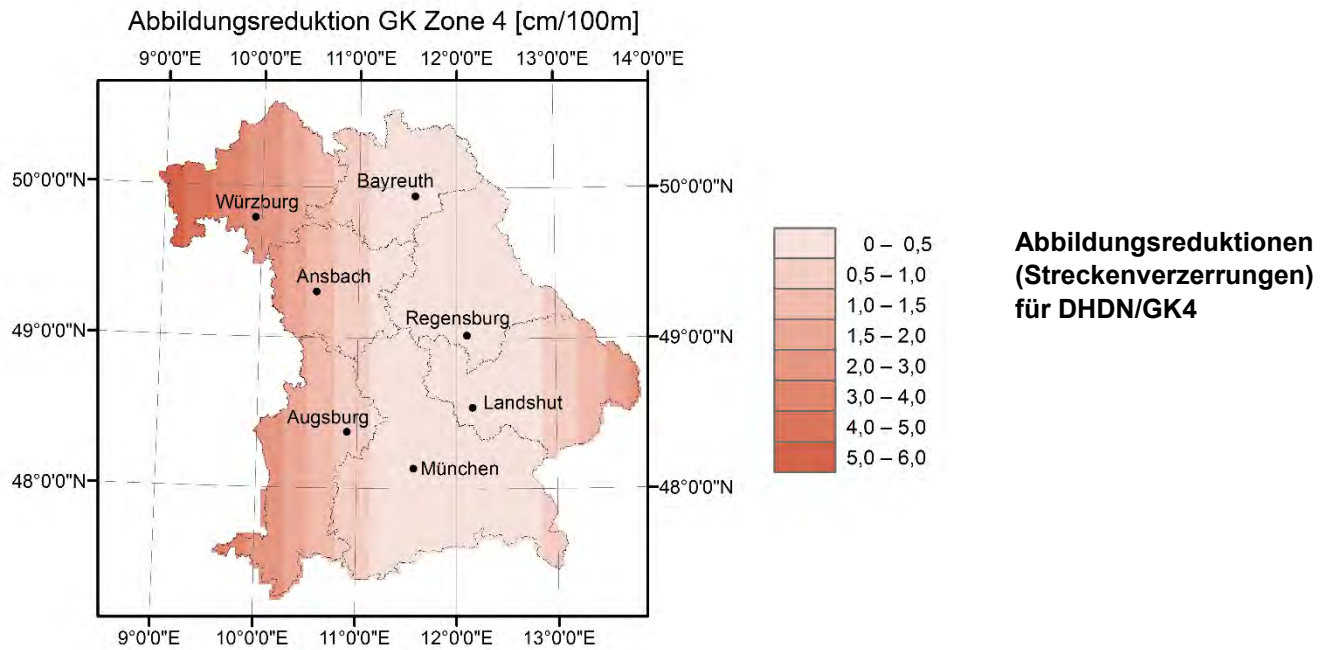 Abbildungsreduktion GK Zone 4 [cm/100m]
9°0'0"E 10°0'0"E 11°0'0"E 12°0'0"E 13°0'0"E 14°0'0"E
50°0'0"N 50°0'0"N
Bayreuth
Würzburg
Ansbach
49°0'0"N 49°0'0"N
Regensburg
Landshut
Augsburg
München
48°0'0"N 48°0'0"N
9°0'0"E 10°0'0"E 11°0'0"E 12°0'0"E 13°0'0"E
0 – 0,5
0,5 – 1,0
1,0 – 1,5
1,5 – 2,0
2,0 – 3,0
3,0 – 4,0
4,0 – 5,0
5,0 – 6,0
Abbildungsreduktionen
(Streckenverzerrungen)
für DHDN/GK4